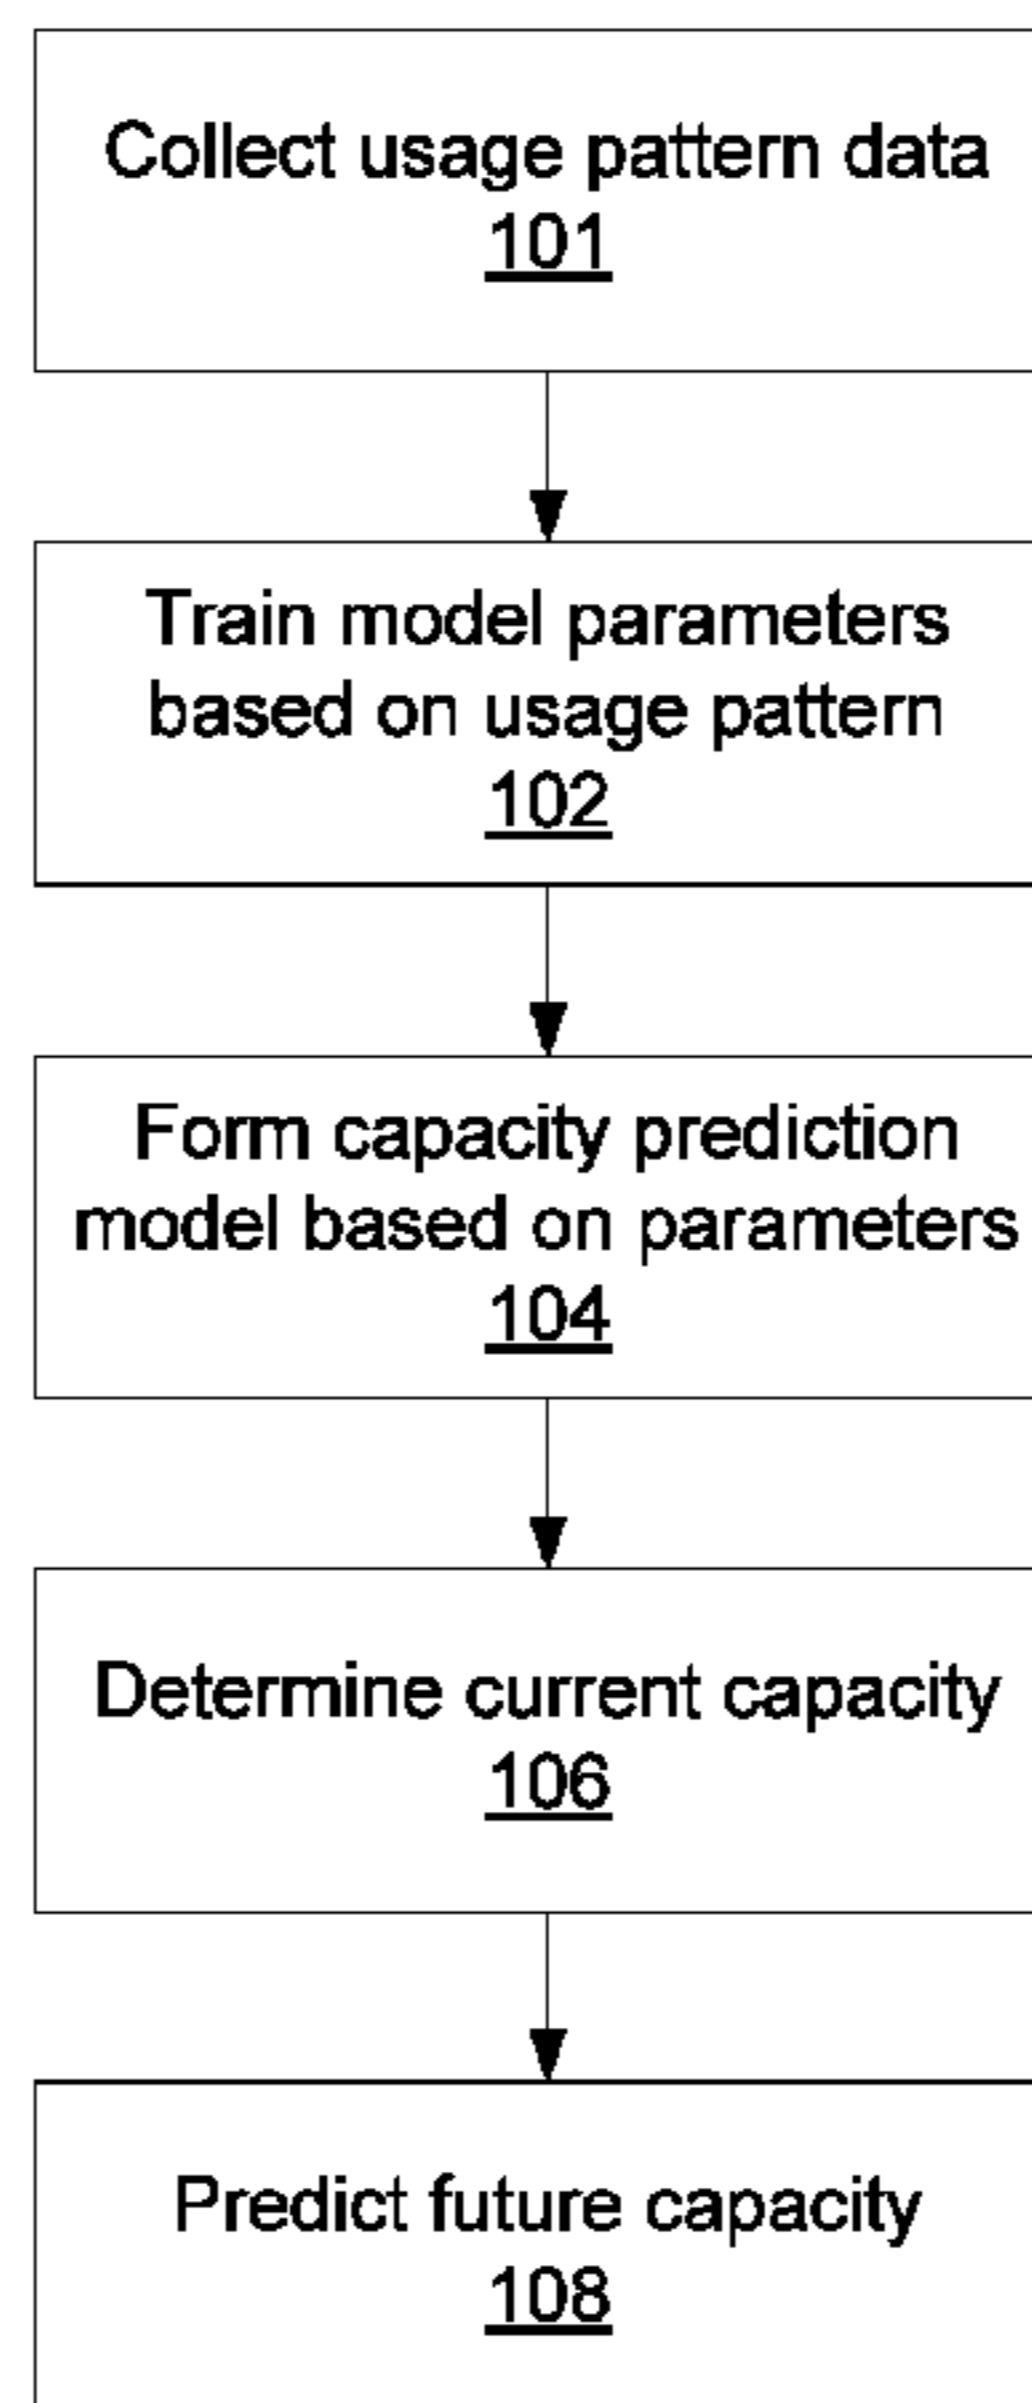 Collect usage pattern data
101
Train model parameters
based on usage pattern
102
Form capacity prediction
model based on parameters
104
Determine current capacity
106
Predict future capacity
108